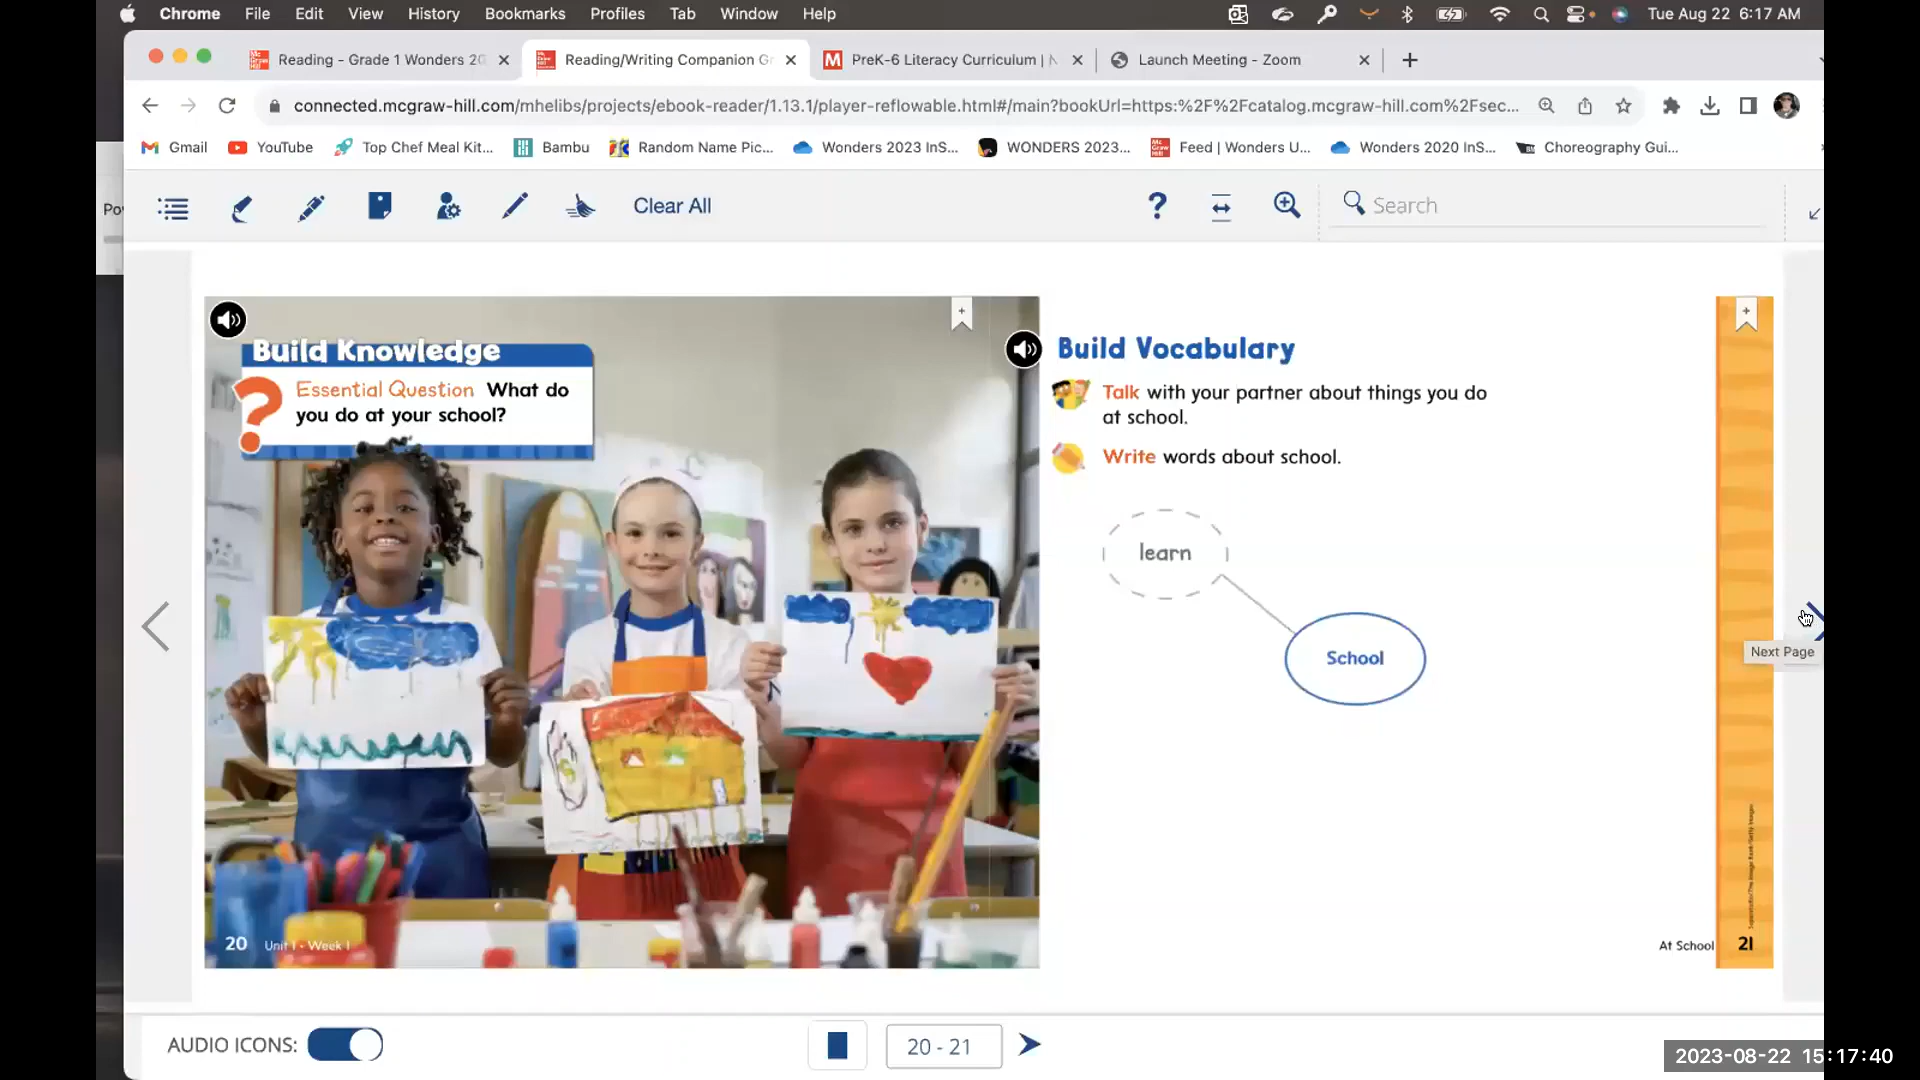 Chrome File Edit View History Bookmarks Profiles Tab Window Help Tue Aug 22 6:17 AM
Reading - Grade 1 Wonders 20 Reading/Writing Companion Gr PreK-6 Literacy Curriculum | Launch Meeting - Zoom
connected.mcgraw-hill.com/mhelibs/projects/ebook-reader/1.13.1/player-reflowable.html#/main?bookUrl=https:%2F%2Fcatalog.mcgraw-hill.com%2Fsec...
Gmail YouTube Top Chef Meal Kit... Bambu Random Name Pic... Wonders 2023 InS... WONDERS 2023... Feed | Wonders U... Wonders 2020 InS... Choreography Gui...
Clear All ? Search
Build Knowledge
Essential Question What do
you do at your school?
20 Unit 1 - Week 1
Build Vocabulary
Talk with your partner about things you do
at school.
Write words about school.
learn
School
Next Page
At School 21
AUDIO ICONS: 20 - 21
2023-08-22 15:17:40